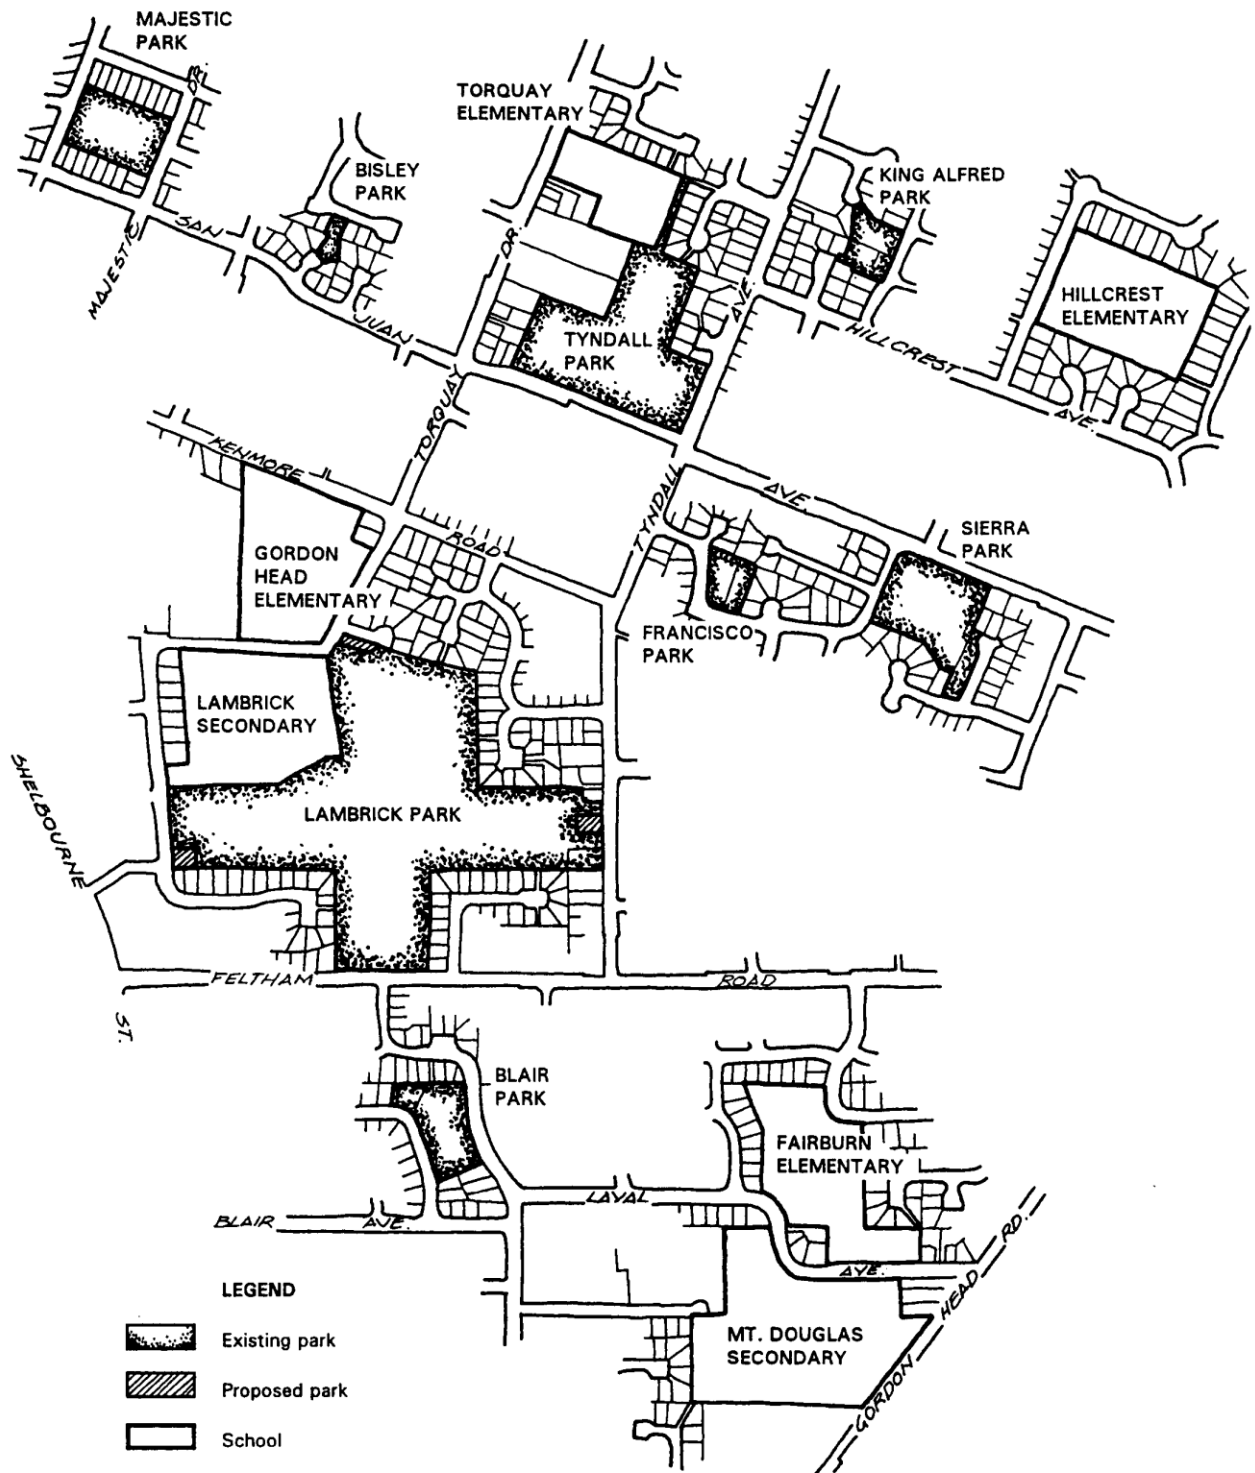 MAJESTIC
PARK
DR.
TORQUAY
ELEMENTARY
BISLEY
PARK
KING ALFRED
PARK
SAN
MAJESTIC
DR.
AVE.
HILLCREST
ELEMENTARY
JUAN
TYNDALL
PARK
HILLCREST
AVE.
TORQUAY
KENMORE
ROAD
TYNDALL
AVE.
SIERRA
PARK
GORDON
HEAD
ELEMENTARY
FRANCISCO
PARK
LAMBRICK
SECONDARY
SHELBOURNE
LAMBRICK PARK
FELTHAM
ROAD
ST.
BLAIR
PARK
FAIRBURN
ELEMENTARY
LAVAL
BLAIR
AVE.
RD.
AVE.
HEAD
GORDON
MT. DOUGLAS
SECONDARY
LEGEND
Existing park
Proposed park
School